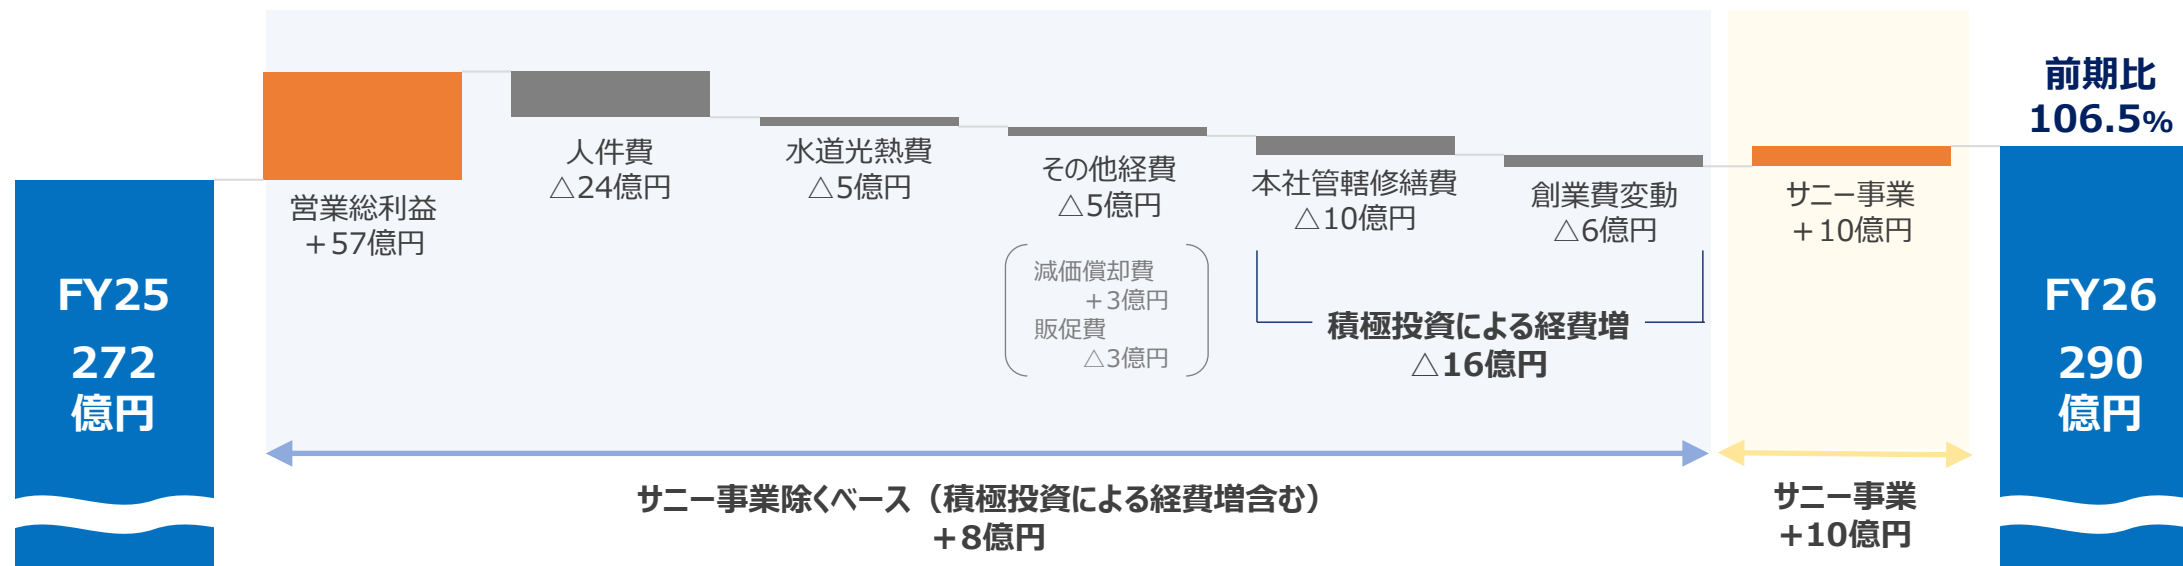 FY25
272
億円
営業総利益
＋57億円
人件費
△24億円
水道光熱費
△5億円
その他経費
△5億円
減価償却費
＋3億円
販促費
△3億円
本社管轄修繕費
△10億円
創業費変動
△6億円
積極投資による経費増
△16億円
サニー事業
＋10億円
前期比
106.5%
FY26
290
億円
サニー事業除くベース（積極投資による経費増含む）
＋8億円
サニー事業
+10億円